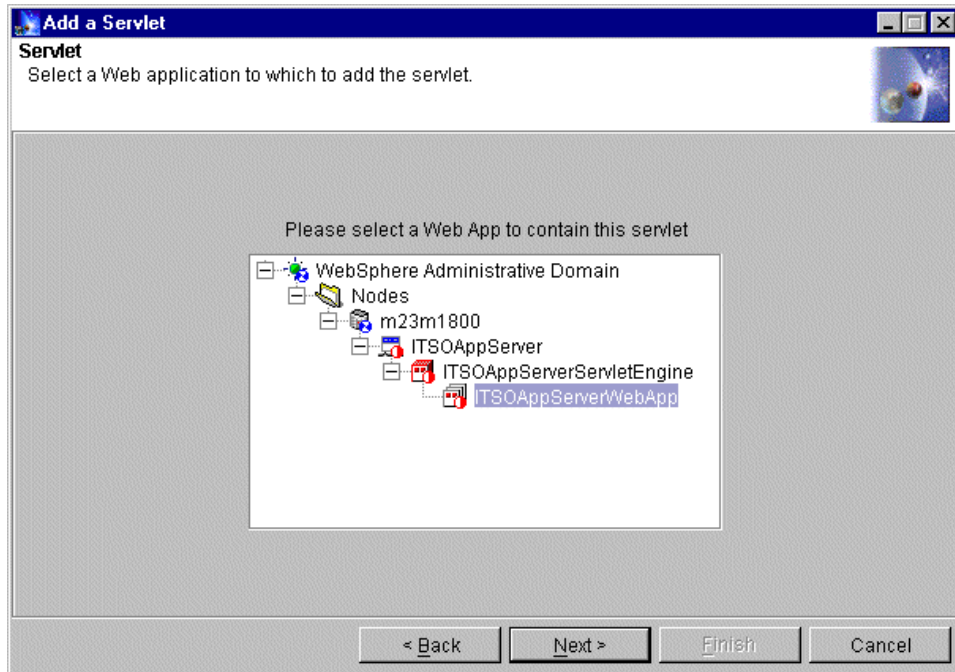 Add a Servlet
Servlet
Select a Web application to which to add the servlet.
Please select a Web App to contain this servlet
WebSphere Administrative Domain
Nodes
m23m1800
ITSOAppServer
ITSOAppServerServletEngine
ITSOAppServerWebApp
< Back
Next >
Finish
Cancel